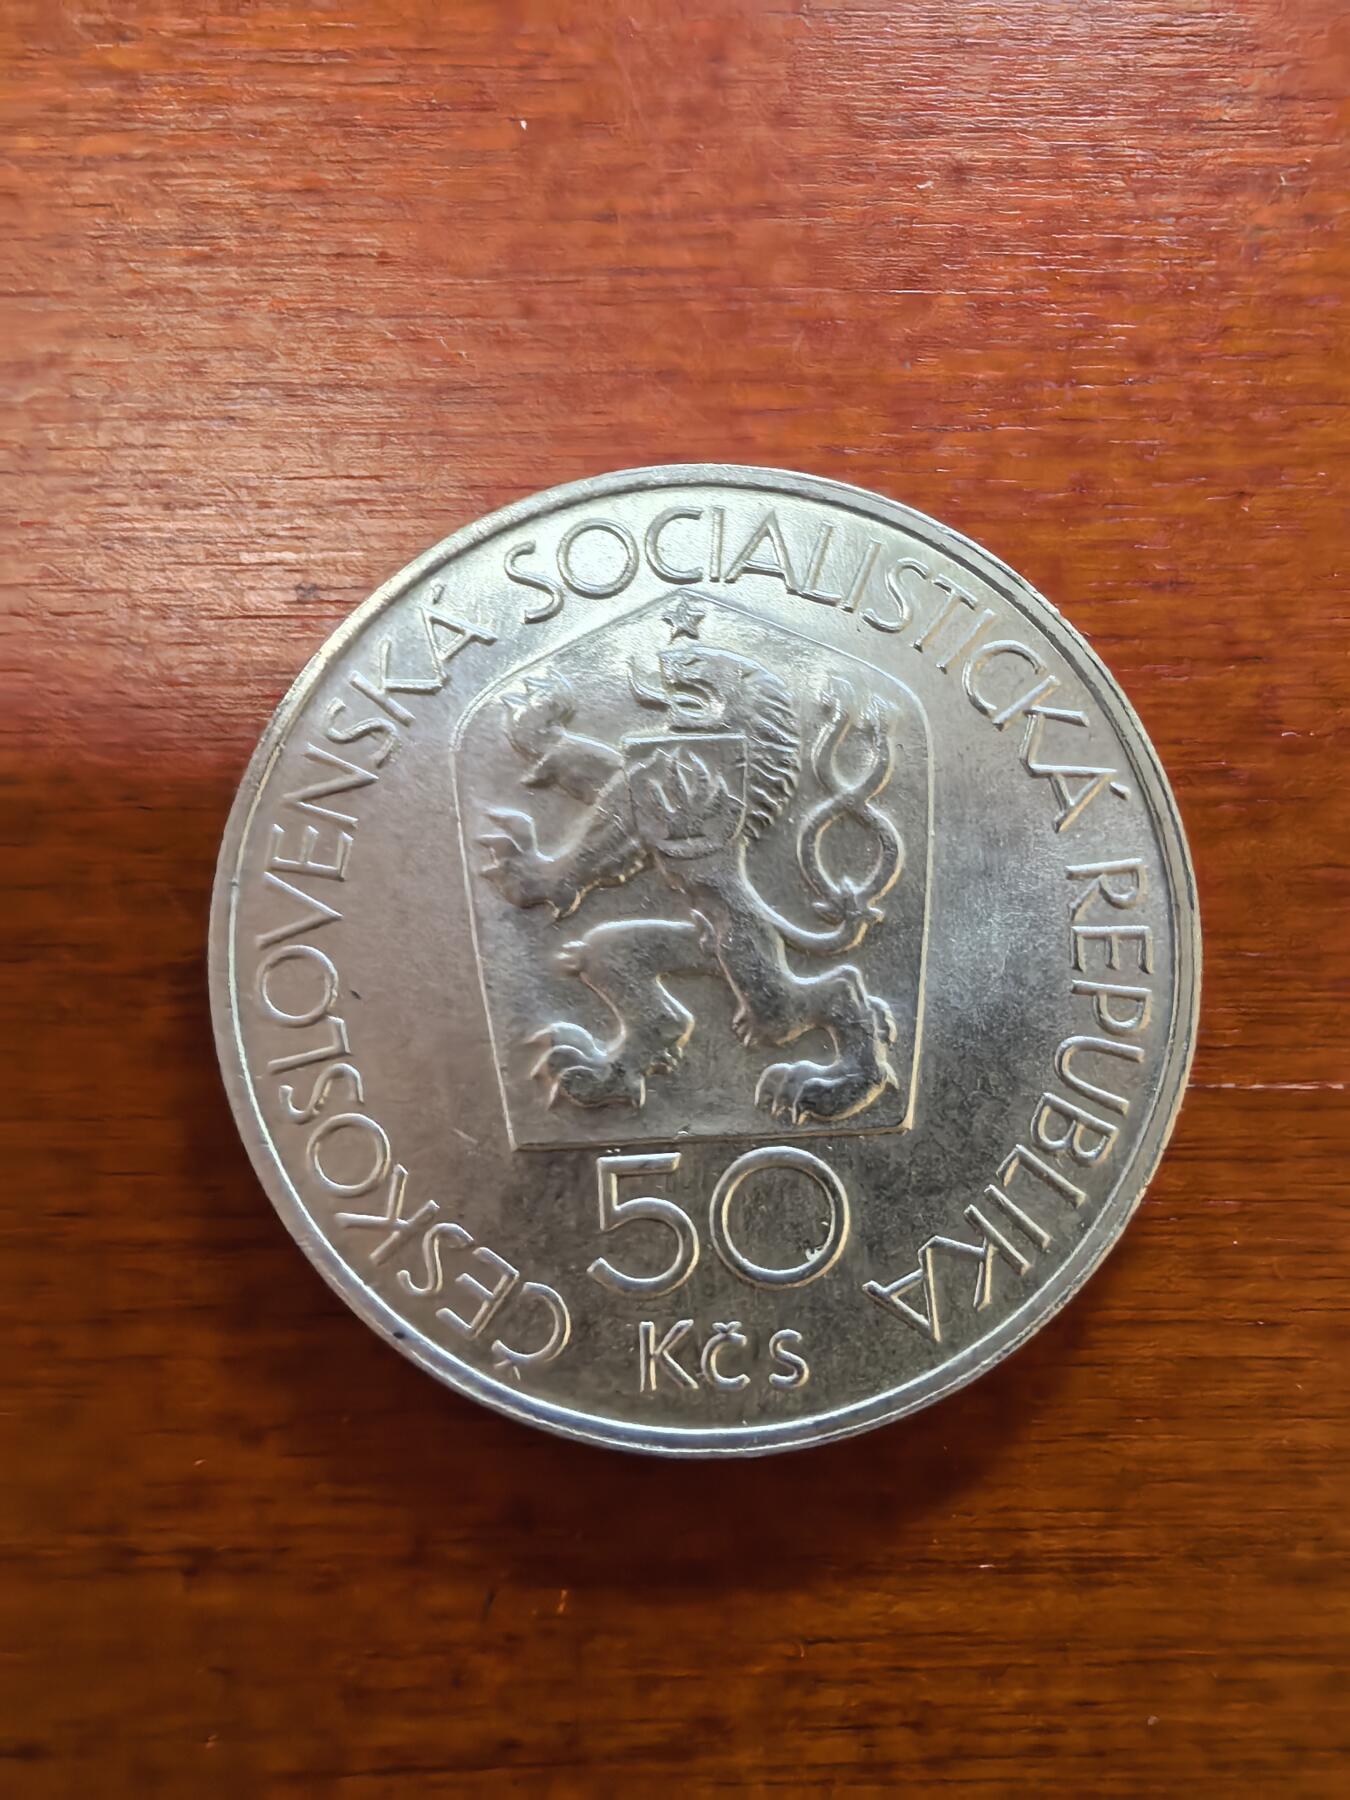 ČESKOSLOVENSKÁ SOCIALISTICKÁ REPUBLIKA
50
KčS